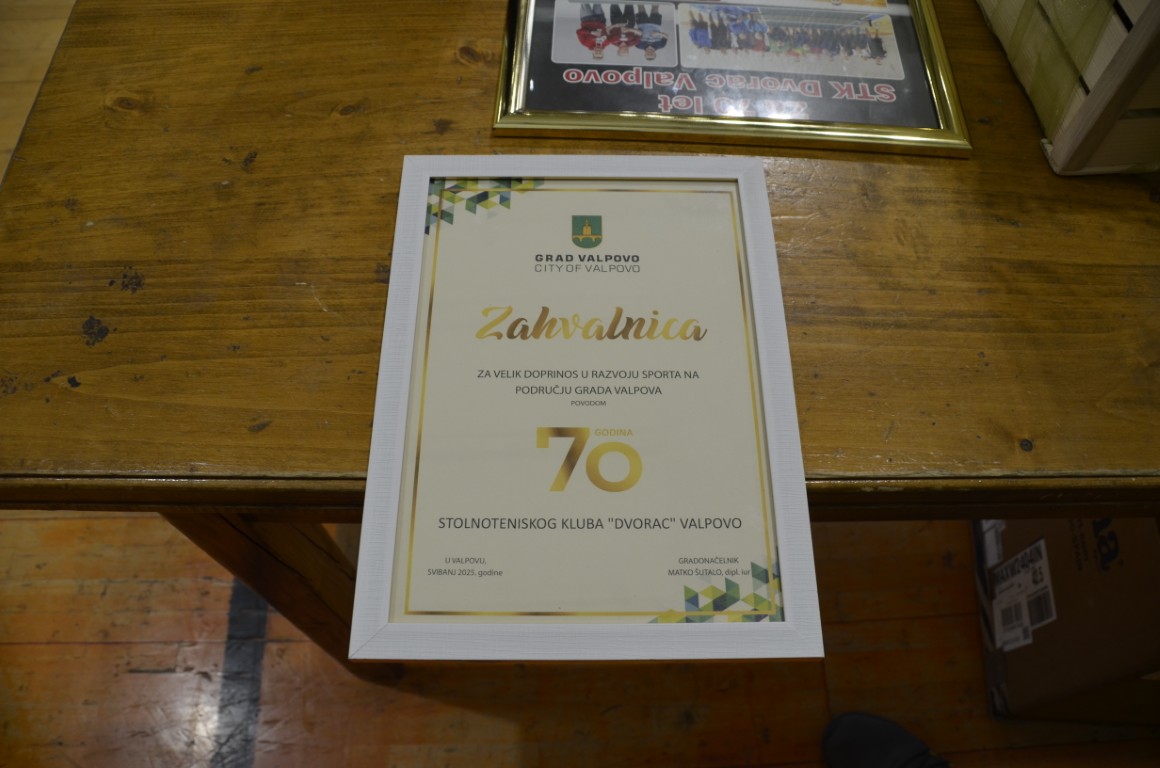 STK Dvorac Valpovo
GRAD VALPOVO
CITY OF VALPOVO
Zahvalnica
ZA VELIK DOPRINOS U RAZVOJU SPORTA NA
PODRUČJU GRADA VALPOVA
POVODOM
70 GODINA
STOLNOTENISKOG KLUBA "DVORAC" VALPOVO
U VALPOVU,
SVIBANJ 2025. godine
GRADONAČELNIK
MATKO ŠUTALO, dipl. iur